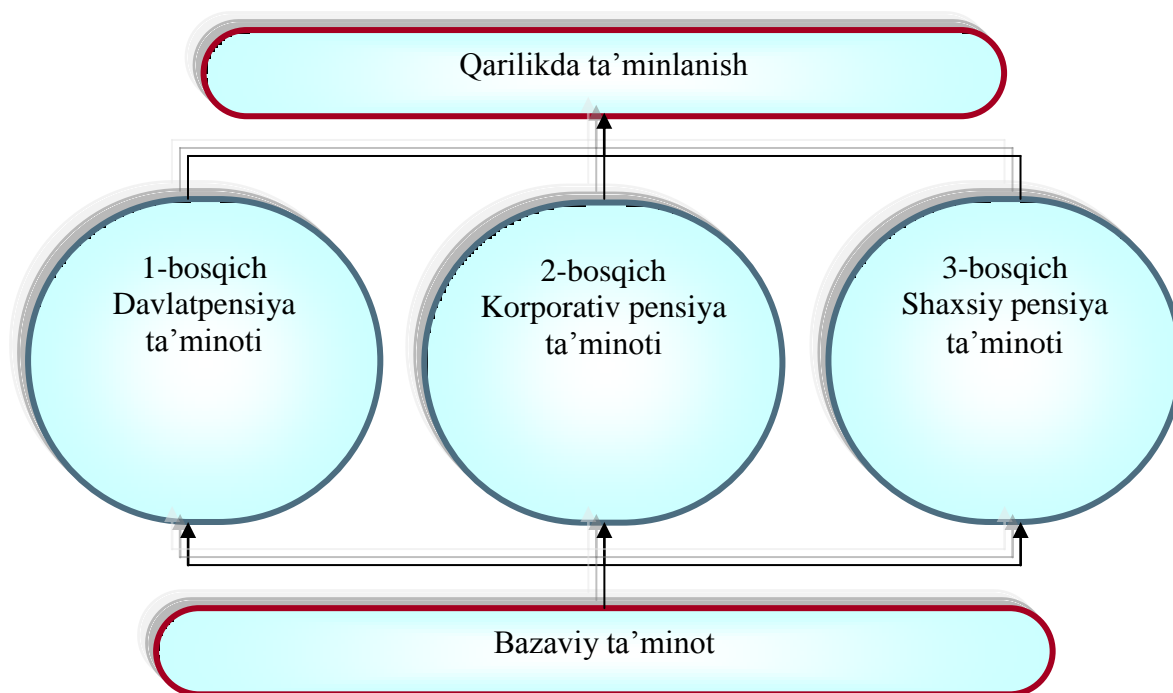 Qarilikda ta’minlanish
1-bosqich
Davlatpensiya
ta’minoti
2-bosqich
Korporativ pensiya
ta’minoti
3-bosqich
Shaxsiy pensiya
ta’minoti
Bazaviy ta’minot